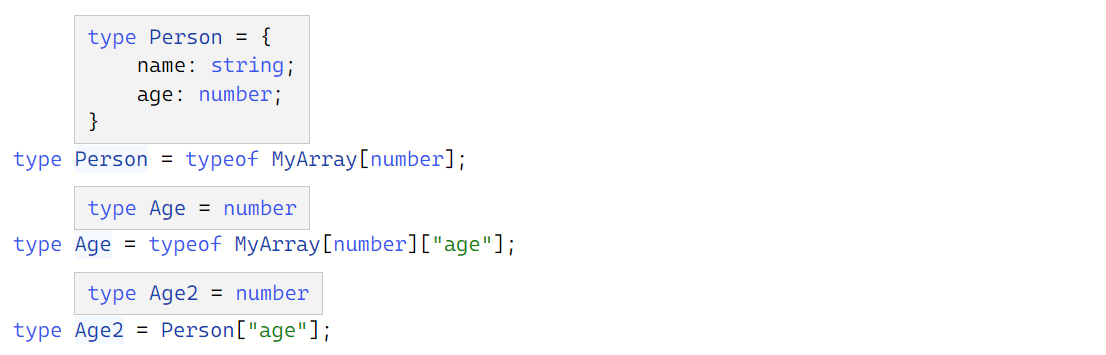 type Person = {
    name: string;
    age: number;
}
type Person = typeof MyArray[number];
type Age = number
type Age = typeof MyArray[number]["age"];
type Age2 = number
type Age2 = Person["age"];